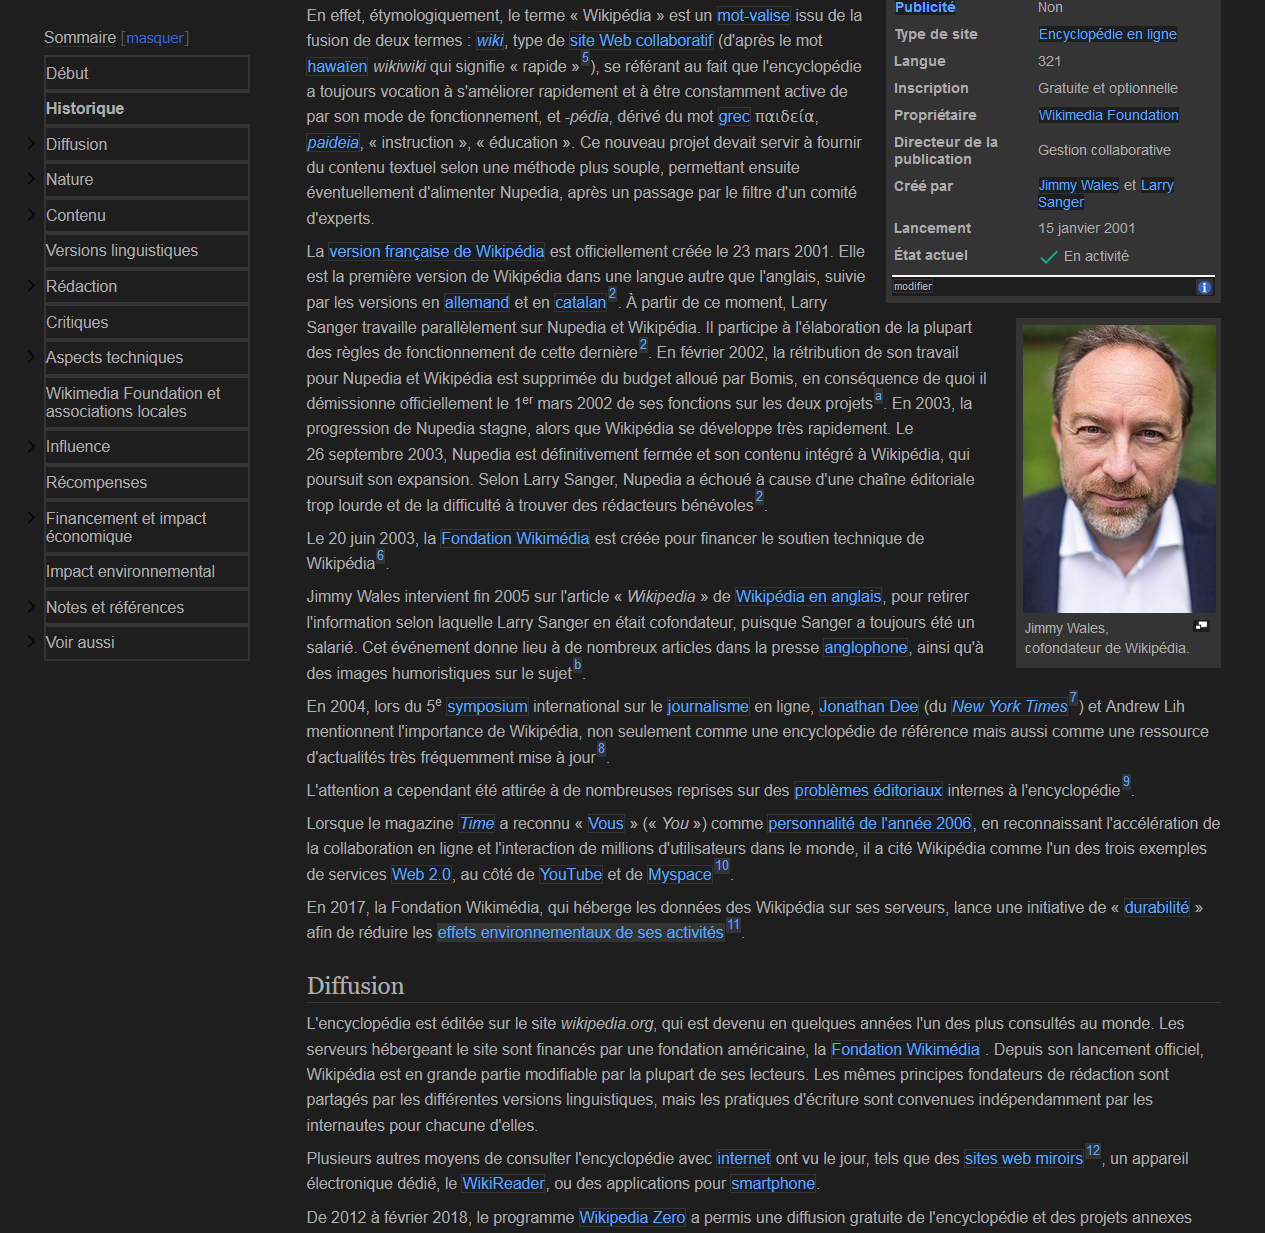 Sommaire [masquer]
Début
Historique
Diffusion
Nature
Contenu
Versions linguistiques
Rédaction
Critiques
Aspects techniques
Wikimedia Foundation et
associations locales
Influence
Récompenses
Financement et impact
économique
Impact environnemental
Notes et références
Voir aussi
En effet, étymologiquement, le terme « Wikipédia » est un mot-valise issu de la
fusion de deux termes : wiki, type de site Web collaboratif (d'après le mot
hawaïen wikiwiki qui signifie « rapide »5), se référant au fait que l'encyclopédie
a toujours vocation à s'améliorer rapidement et à être constamment active de
par son mode de fonctionnement, et -pédia, dérivé du mot grec παιδεία,
paideia, « instruction », « éducation ». Ce nouveau projet devait servir à fournir
du contenu textuel selon une méthode plus souple, permettant ensuite
éventuellement d'alimenter Nupedia, après un passage par le filtre d'un comité
d'experts.
La version française de Wikipédia est officiellement créée le 23 mars 2001. Elle
est la première version de Wikipédia dans une langue autre que l'anglais, suivie
par les versions en allemand et en catalan2. À partir de ce moment, Larry
Sanger travaille parallèlement sur Nupedia et Wikipédia. Il participe à l'élaboration de la plupart
des règles de fonctionnement de cette dernière2. En février 2002, la rétribution de son travail
pour Nupedia et Wikipédia est supprimée du budget alloué par Bomis, en conséquence de quoi il
démissionne officiellement le 1er mars 2002 de ses fonctions sur les deux projetsa. En 2003, la
progression de Nupedia stagne, alors que Wikipédia se développe très rapidement. Le
26 septembre 2003, Nupedia est définitivement fermée et son contenu intégré à Wikipédia, qui
poursuit son expansion. Selon Larry Sanger, Nupedia a échoué à cause d'une chaîne éditoriale
trop lourde et de la difficulté à trouver des rédacteurs bénévoles2.
Le 20 juin 2003, la Fondation Wikimédia est créée pour financer le soutien technique de
Wikipédia6.
Jimmy Wales intervient fin 2005 sur l'article « Wikipedia » de Wikipédia en anglais, pour retirer
l'information selon laquelle Larry Sanger en était cofondateur, puisque Sanger a toujours été un
salarié. Cet événement donne lieu à de nombreux articles dans la presse anglophone, ainsi qu'à
des images humoristiques sur le sujetb.
En 2004, lors du 5e symposium international sur le journalisme en ligne, Jonathan Dee (du New York Times7) et Andrew Lih
mentionnent l'importance de Wikipédia, non seulement comme une encyclopédie de référence mais aussi comme une ressource
d'actualités très fréquemment mise à jour8.
L'attention a cependant été attirée à de nombreuses reprises sur des problèmes éditoriaux internes à l'encyclopédie9.
Lorsque le magazine Time a reconnu « Vous » (« You ») comme personnalité de l'année 2006, en reconnaissant l'accélération de
la collaboration en ligne et l'interaction de millions d'utilisateurs dans le monde, il a cité Wikipédia comme l'un des trois exemples
de services Web 2.0, au côté de YouTube et de Myspace10.
En 2017, la Fondation Wikimédia, qui héberge les données des Wikipédia sur ses serveurs, lance une initiative de « durabilité »
afin de réduire les effets environnementaux de ses activités11.
Diffusion
L'encyclopédie est éditée sur le site wikipedia.org, qui est devenu en quelques années l'un des plus consultés au monde. Les
serveurs hébergeant le site sont financés par une fondation américaine, la Fondation Wikimédia . Depuis son lancement officiel,
Wikipédia est en grande partie modifiable par la plupart de ses lecteurs. Les mêmes principes fondateurs de rédaction sont
partagés par les différentes versions linguistiques, mais les pratiques d'écriture sont convenues indépendamment par les
internautes pour chacune d'elles.
Plusieurs autres moyens de consulter l'encyclopédie avec internet ont vu le jour, tels que des sites web miroirs12, un appareil
électronique dédié, le WikiReader, ou des applications pour smartphone.
De 2012 à février 2018, le programme Wikipedia Zero a permis une diffusion gratuite de l'encyclopédie et des projets annexes
Publicité Non
Type de site Encyclopédie en ligne
Langue 321
Inscription Gratuite et optionnelle
Propriétaire Wikimedia Foundation
Directeur de la
publication Gestion collaborative
Créé par Jimmy Wales et Larry
Sanger
Lancement 15 janvier 2001
État actuel En activité
modifier
Jimmy Wales,
cofondateur de Wikipédia.